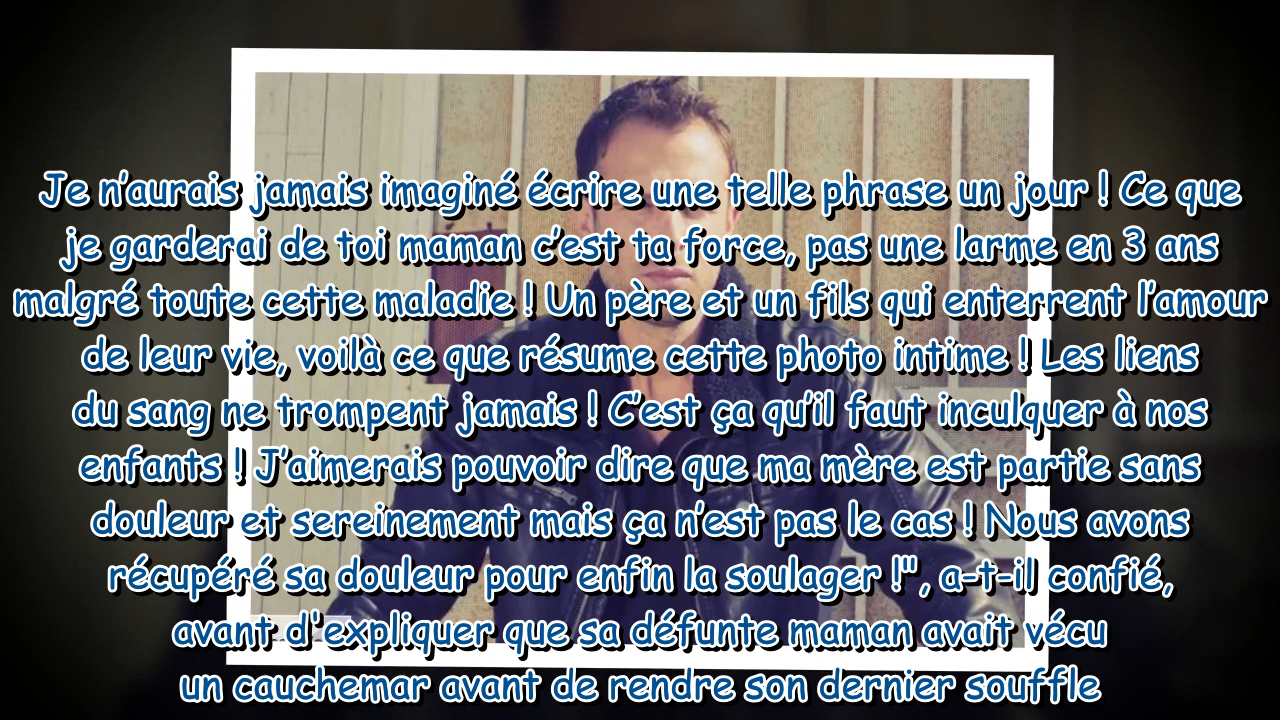 Je n'aurais jamais imaginé écrire une telle phrase un jour ! Ce que
je garderai de toi maman c'est ta force, pas une larme en 3 ans
malgré toute cette maladie ! Un père et un fils qui enterrent l'amour
de leur vie, voilà ce que résume cette photo intime ! Les liens
du sang ne trompent jamais ! C'est ça qu'il faut inculquer à nos
enfants ! J'aimerais pouvoir dire que ma mère est partie sans
douleur et sereinement mais ça n'est pas le cas ! Nous avons
récupéré sa douleur pour enfin la soulager !", a-t-il confié,
avant d'expliquer que sa défunte maman avait vécu
un cauchemar avant de rendre son dernier souffle